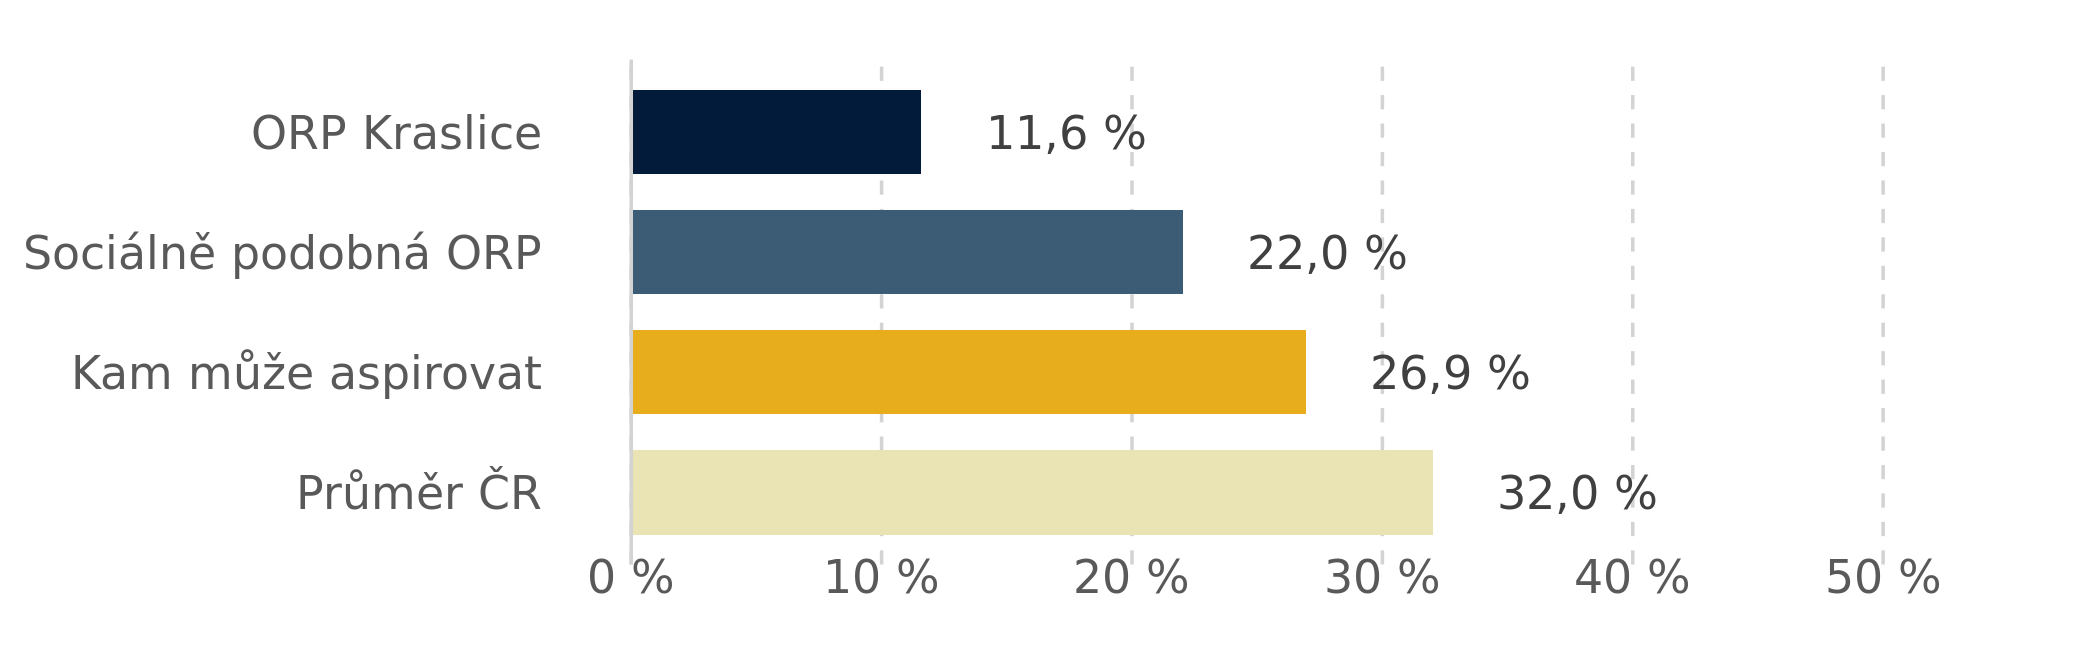 ORP Kraslice 11,6 %
Sociálně podobná ORP 22,0 %
Kam může aspirovat 26,9 %
Průměr ČR 32,0 %
0 % 10 % 20 % 30 % 40 % 50 %